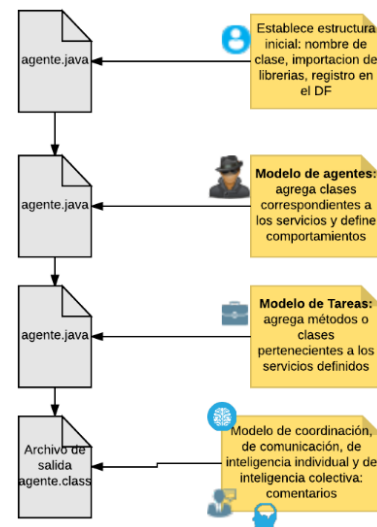 agente.java
Establece estructura
inicial: nombre de
clase, importacion de
librerias, registro en
el DF
agente.java
Modelo de agentes:
agrega clases
correspondientes a
los servicios y define
comportamientos
agente.java
Modelo de Tareas:
agrega métodos o
clases
pertenecientes a los
servicios definidos
Archivo de
salida
agente.class
Modelo de coordinación,
de comunicación, de
inteligencia individual y de
inteligencia colectiva:
comentarios